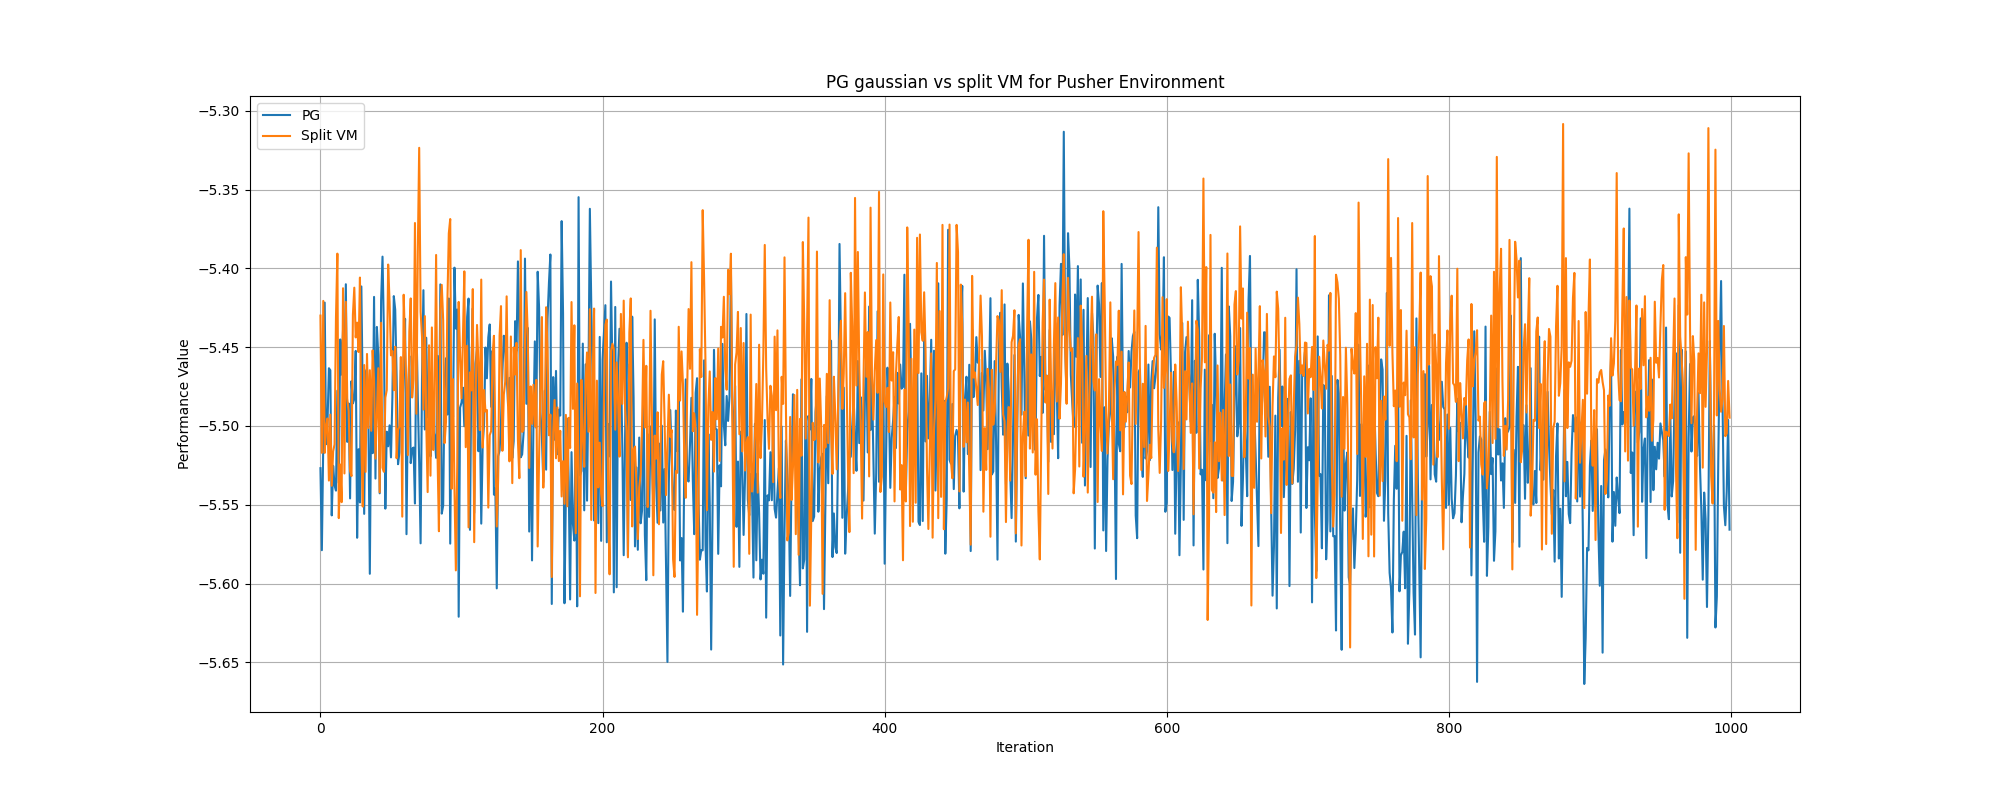 PG gaussian vs split VM for Pusher Environment
PG
Split VM
Performance Value
−5.30
−5.35
−5.40
−5.45
−5.50
−5.55
−5.60
−5.65
0
200
400
600
800
1000
Iteration